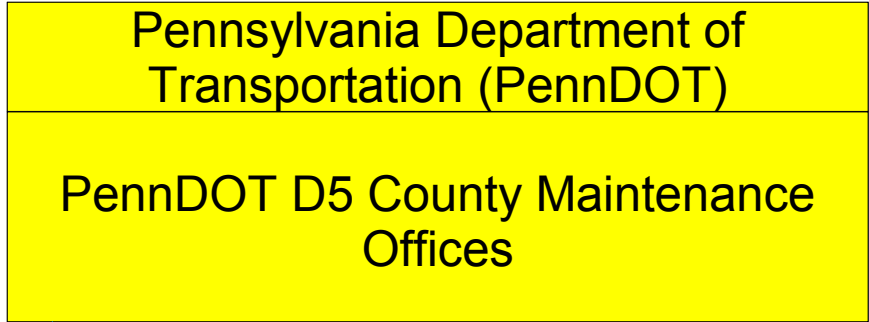 Pennsylvania Department of
Transportation (PennDOT)
PennDOT D5 County Maintenance
Offices